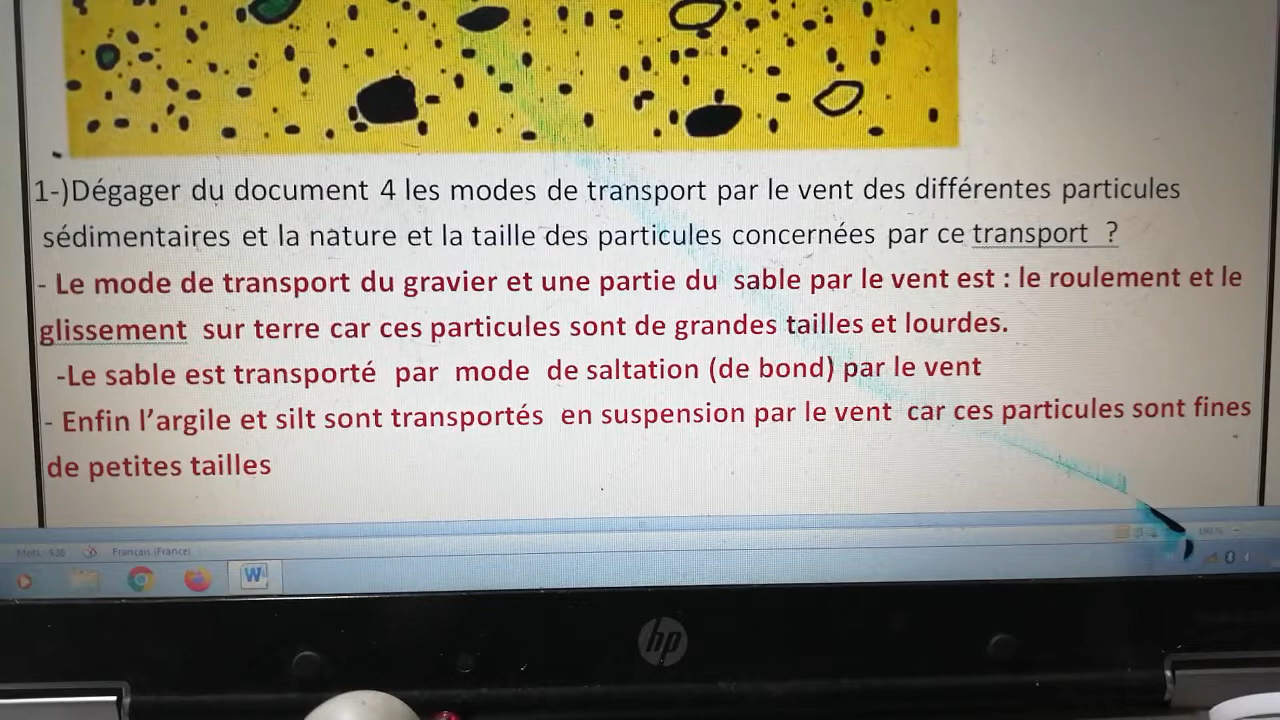 1-)Dégager du document 4 les modes de transport par le vent des différentes particules
sédimentaires et la nature et la taille des particules concernées par ce transport ?
- Le mode de transport du gravier et une partie du sable par le vent est : le roulement et le
glissement sur terre car ces particules sont de grandes tailles et lourdes.
-Le sable est transporté par mode de saltation (de bond) par le vent
- Enfin l’argile et silt sont transportés en suspension par le vent car ces particules sont fines
de petites tailles
Français (France)
W
hp